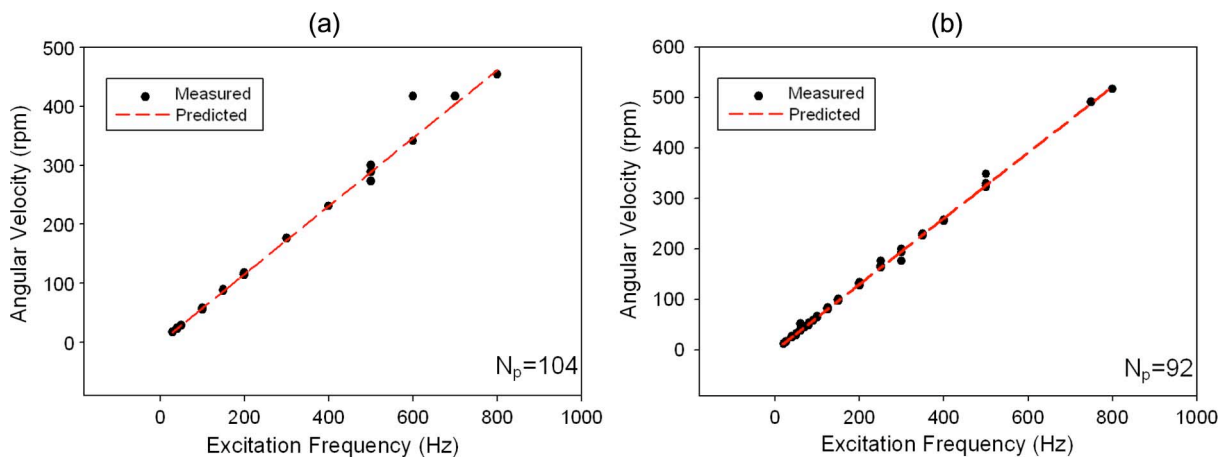 (a)
500
400
300
200
100
0
Angular Velocity (rpm)
Measured
Predicted
Np=104
0 200 400 600 800 1000
Excitation Frequency (Hz)
(b)
600
500
400
300
200
100
0
Angular Velocity (rpm)
Measured
Predicted
Np=92
0 200 400 600 800 1000
Excitation Frequency (Hz)